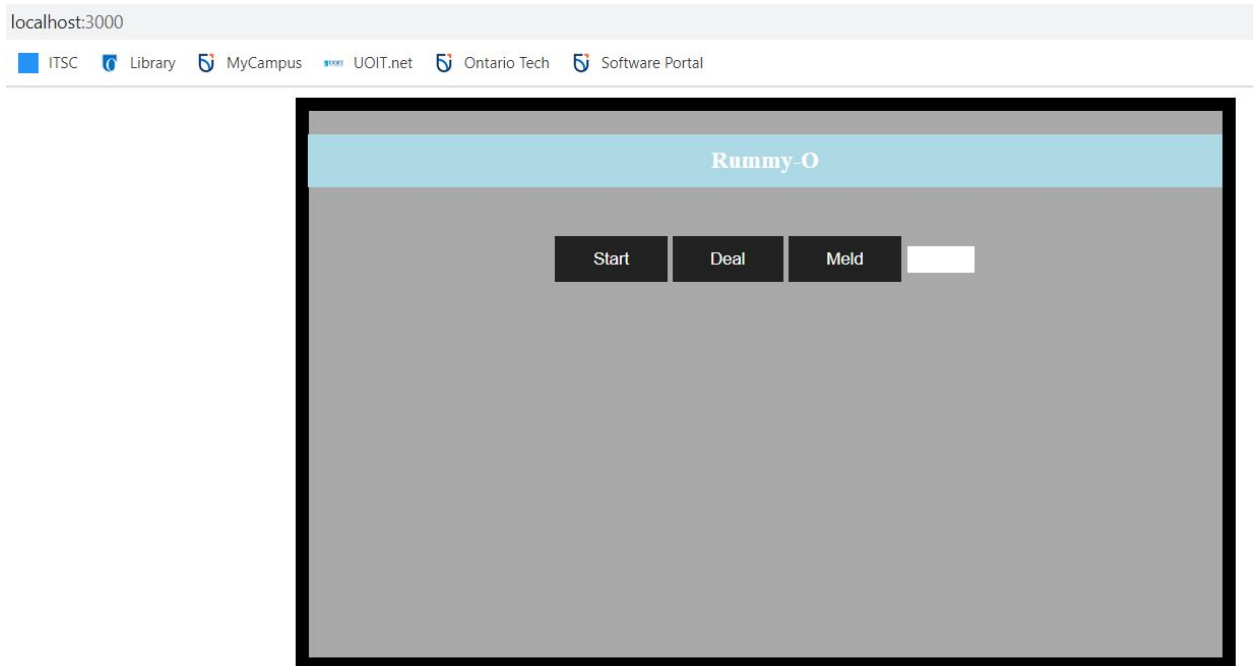 localhost:3000
ITSC Library MyCampus UOIT.net Ontario Tech Software Portal
Rummy-O
Start Deal Meld